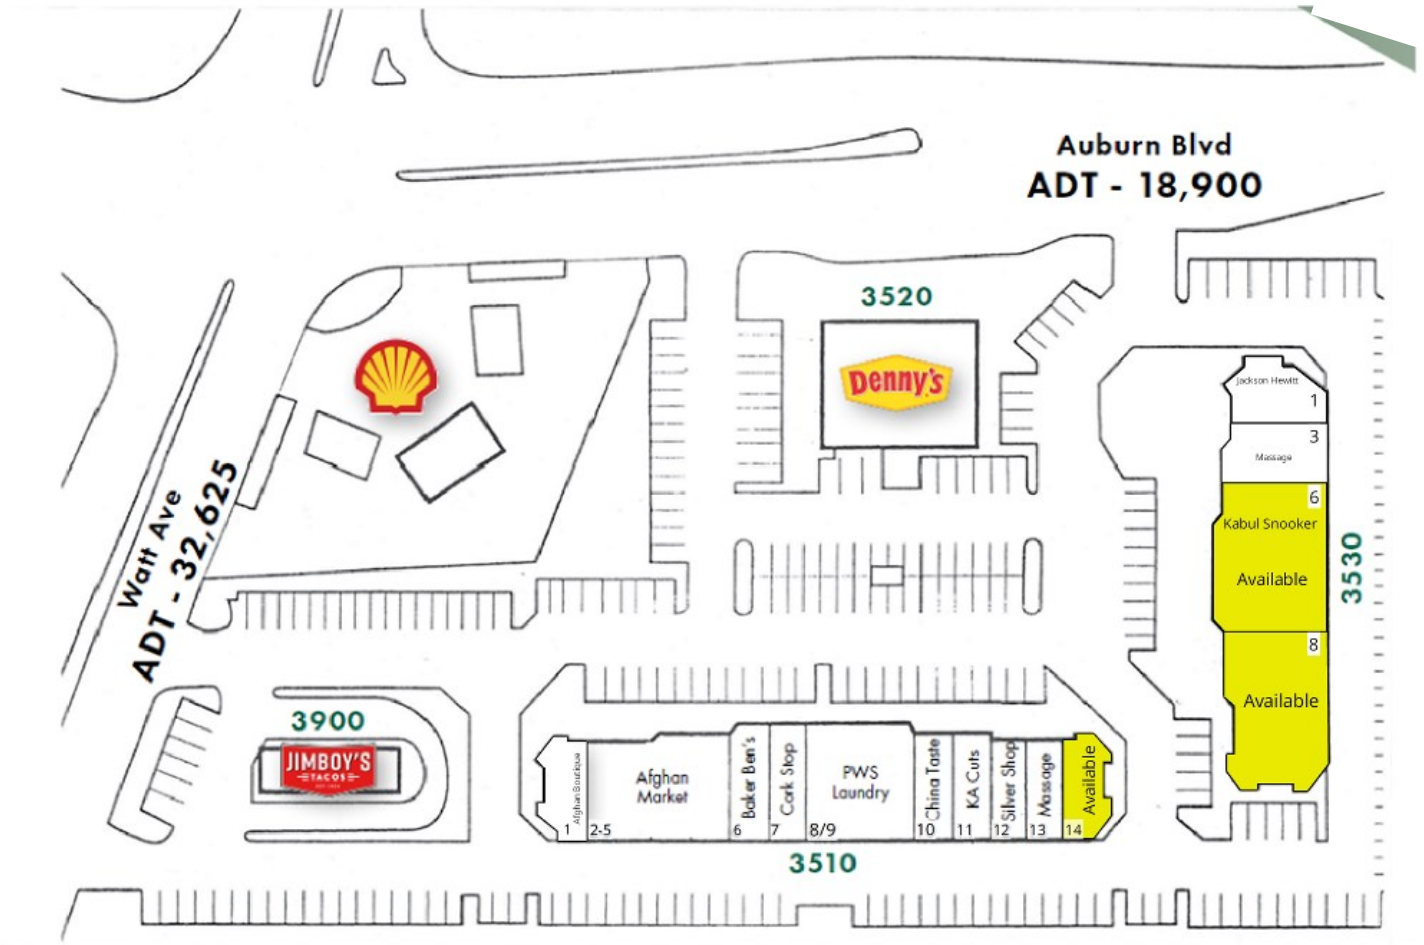 Auburn Blvd
ADT - 18,900
3520
Denny's
Jackson Hewitt
1
3
Massage
6
Kabul Snooker
Available
3530
8
Available
Watt Ave
ADT - 32,625
3900
JIMBOY'S
TACOS
Afghan Boutique
1
Afghan
Market
2-5
Baker Ben's
6
Cork Stop
7
PWS
Laundry
8/9
China Taste
10
KA Cuts
11
Silver Shop
12
Massage
13
Available
14
3510